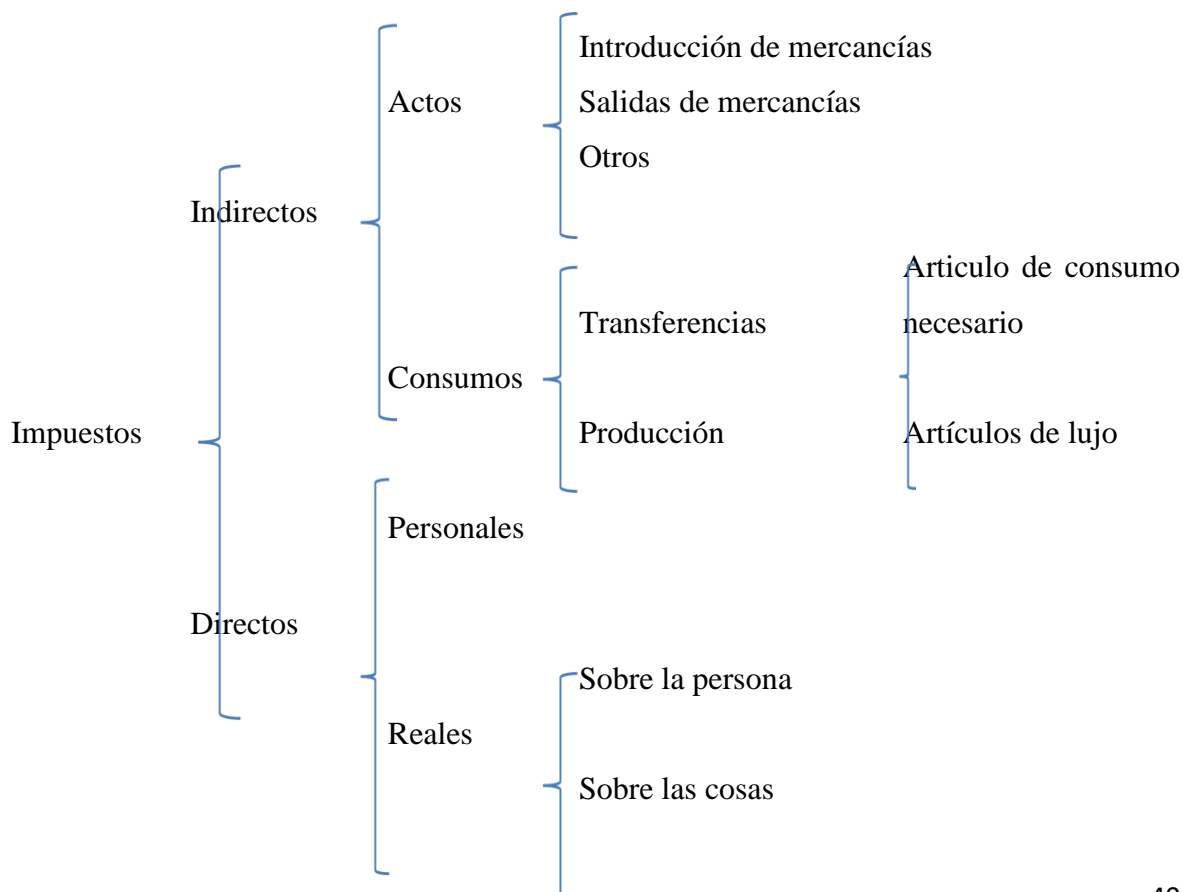 Introducción de mercancías
Actos Salidas de mercancías
Otros
Indirectos
Articulo de consumo
Transferencias necesario
Consumos
Impuestos Producción Artículos de lujo
Personales
Directos
Sobre la persona
Reales
Sobre las cosas